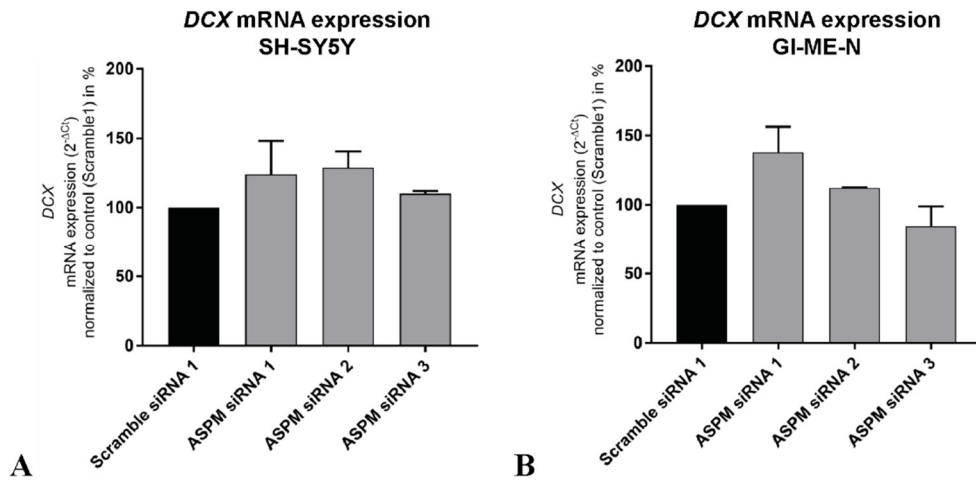 DCX mRNA expression
SH-SY5Y
DCX
mRNA expression (2^-ΔCt)
normalized to control (Scramble1) in %
200
150
100
50
0
Scramble siRNA 1
ASPM siRNA 1
ASPM siRNA 2
ASPM siRNA 3
A
DCX mRNA expression
GI-ME-N
DCX
mRNA expression (2^-ΔCt)
normalized to control (Scramble1) in %
200
150
100
50
0
Scramble siRNA 1
ASPM siRNA 1
ASPM siRNA 2
ASPM siRNA 3
B